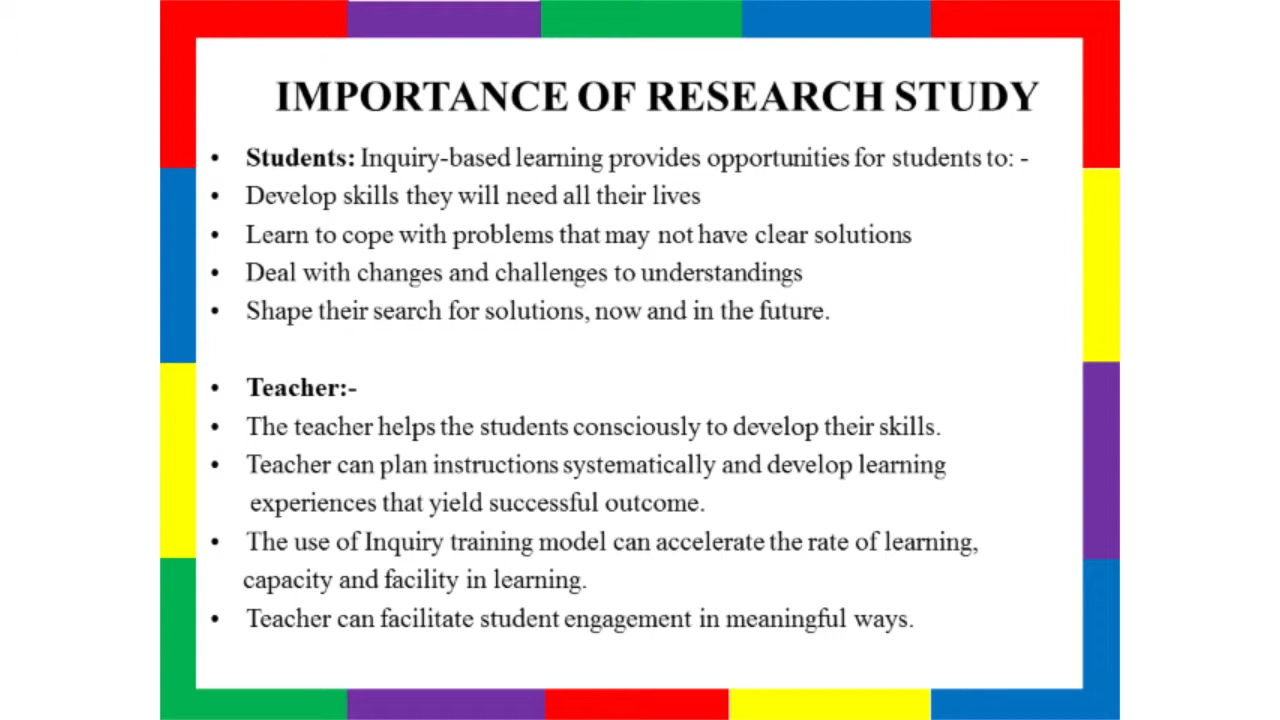 IMPORTANCE OF RESEARCH STUDY
• Students: Inquiry-based learning provides opportunities for students to: -
• Develop skills they will need all their lives
• Learn to cope with problems that may not have clear solutions
• Deal with changes and challenges to understandings
• Shape their search for solutions, now and in the future.
• Teacher:-
• The teacher helps the students consciously to develop their skills.
• Teacher can plan instructions systematically and develop learning
experiences that yield successful outcome.
• The use of Inquiry training model can accelerate the rate of learning,
capacity and facility in learning.
• Teacher can facilitate student engagement in meaningful ways.